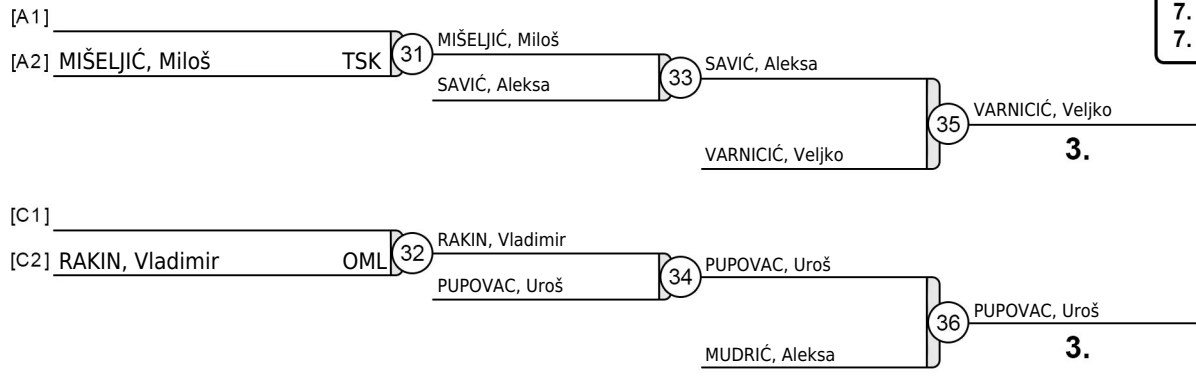 7.
7.
[A1]
[A2] MIŠELJIĆ, Miloš TSK
31
MIŠELJIĆ, Miloš
SAVIĆ, Aleksa
33
SAVIĆ, Aleksa
VARNICIĆ, Veljko
35
VARNICIĆ, Veljko
3.
[C1]
[C2] RAKIN, Vladimir OML
32
RAKIN, Vladimir
PUPOVAC, Uroš
34
PUPOVAC, Uroš
MUDRIĆ, Aleksa
36
PUPOVAC, Uroš
3.